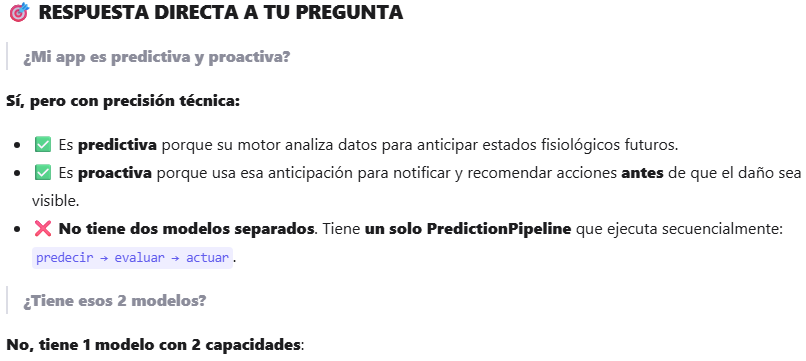 🎯 RESPUESTA DIRECTA A TU PREGUNTA
¿Mi app es predictiva y proactiva?
Sí, pero con precisión técnica:
• ✅ Es predictiva porque su motor analiza datos para anticipar estados fisiológicos futuros.
• ✅ Es proactiva porque usa esa anticipación para notificar y recomendar acciones antes de que el daño sea
visible.
• ❌ No tiene dos modelos separados. Tiene un solo PredictionPipeline que ejecuta secuencialmente:
predecir → evaluar → actuar.
¿Tiene esos 2 modelos?
No, tiene 1 modelo con 2 capacidades: